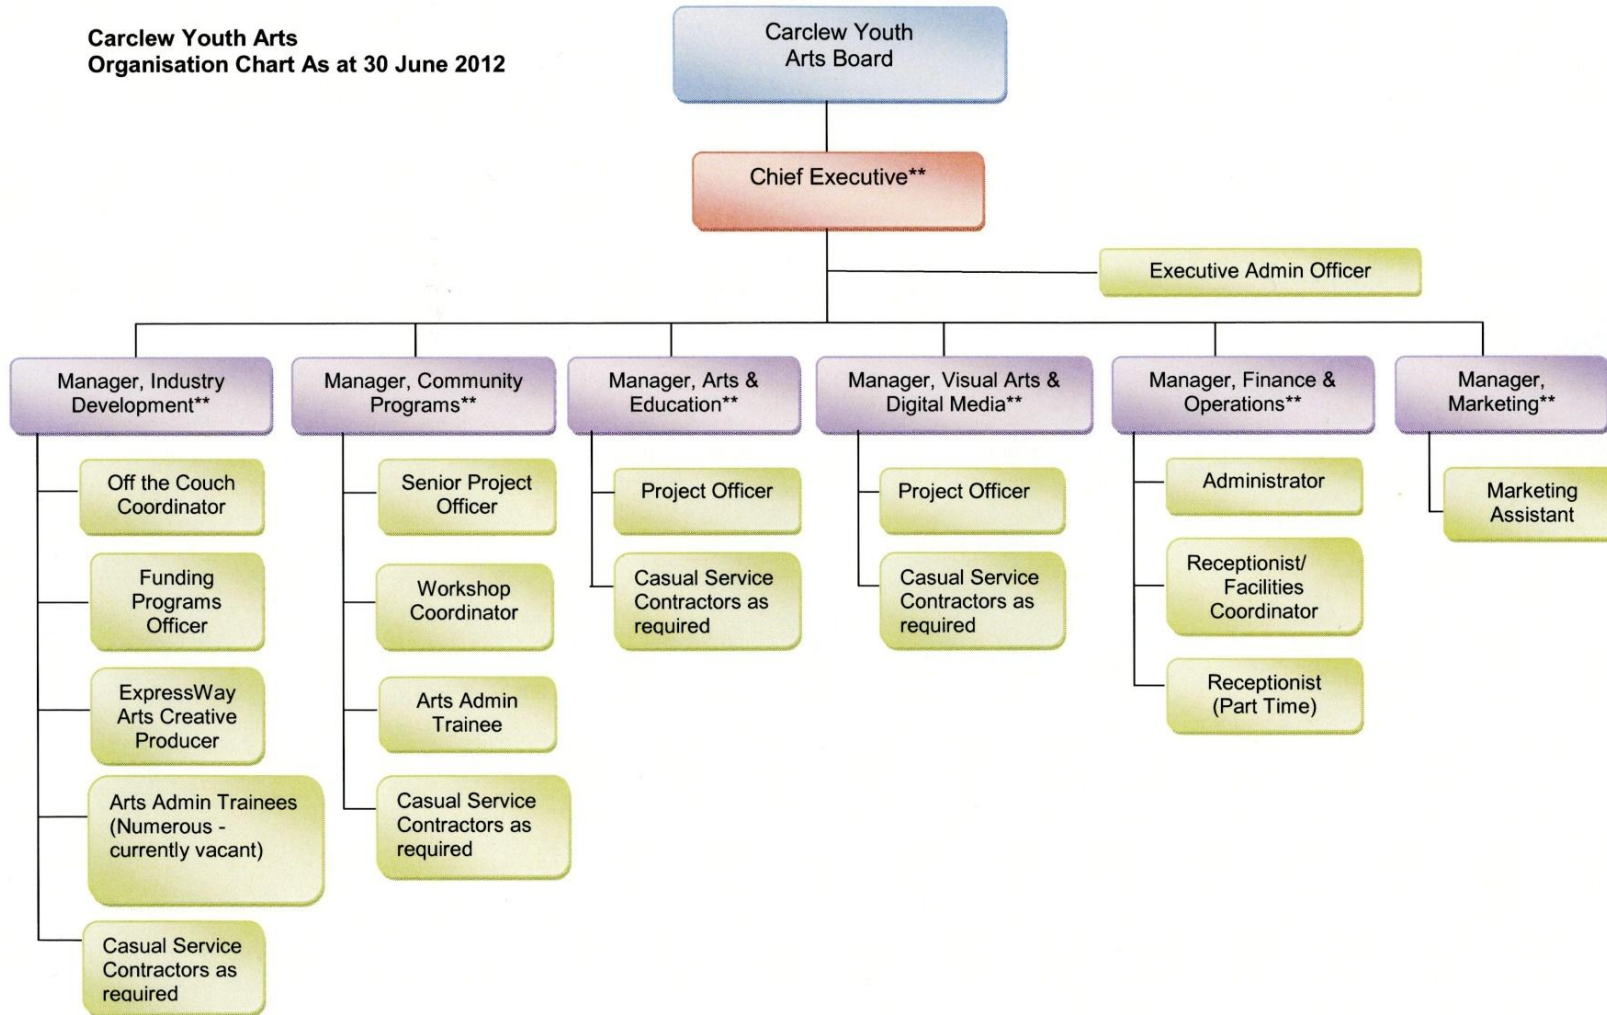 Carclew Youth Arts
Organisation Chart As at 30 June 2012
Carclew Youth
Arts Board
Chief Executive**
Executive Admin Officer
Manager, Industry
Development**
Off the Couch
Coordinator
Funding
Programs
Officer
ExpressWay
Arts Creative
Producer
Arts Admin Trainees
(Numerous -
currently vacant)
Casual Service
Contractors as
required
Manager, Community
Programs**
Senior Project
Officer
Workshop
Coordinator
Arts Admin
Trainee
Casual Service
Contractors as
required
Manager, Arts &
Education**
Project Officer
Casual Service
Contractors as
required
Manager, Visual Arts &
Digital Media**
Project Officer
Casual Service
Contractors as
required
Manager, Finance &
Operations**
Administrator
Receptionist/
Facilities
Coordinator
Receptionist
(Part Time)
Manager,
Marketing**
Marketing
Assistant